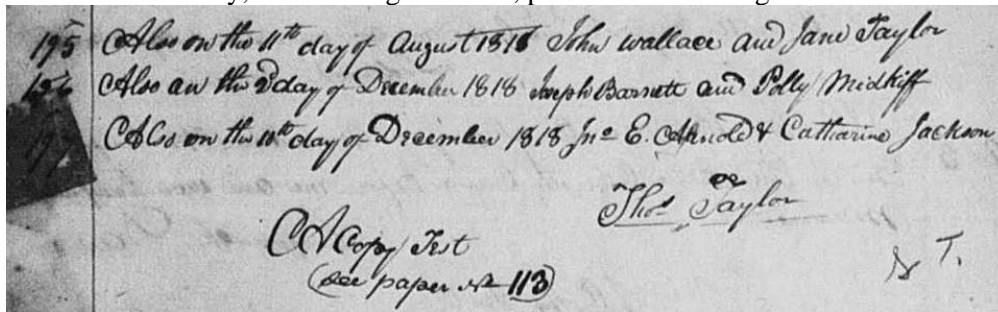 195 Also on the 11th day of August 1818 John Wallace and Jane Taylor
196 Also on the 2d day of December 1818 Joseph Barnett and Polly Midkiff
197 Also on the 10th day of December 1818 Jno E. Arnold & Catharine Jackson
Thos Taylor
A Copy Test
(see paper No 113)
T.